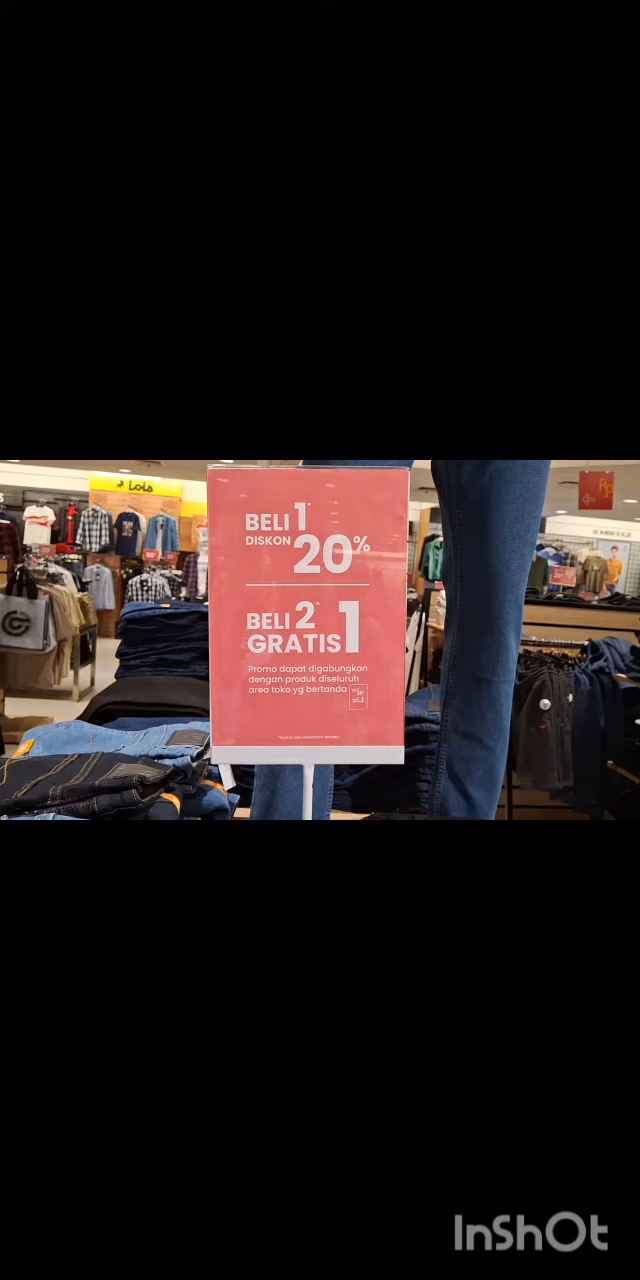 Lois
BELI 1*
DISKON 20%
BELI 2*
GRATIS 1
Promo dapat digabungkan
dengan produk diseluruh
area toko yg bertanda
InShOt